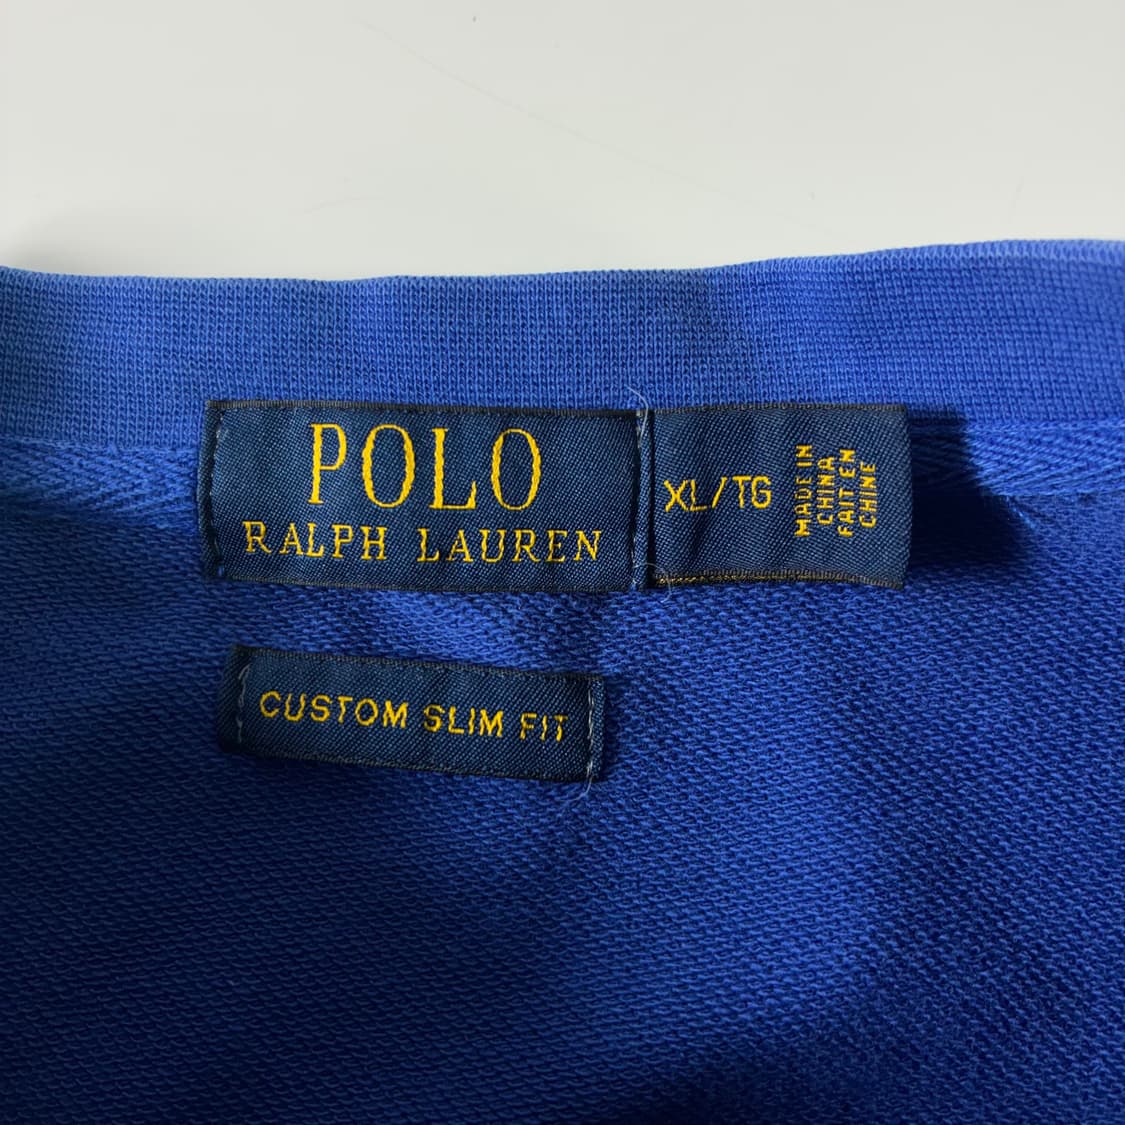 POLO
RALPH LAUREN
XL/TG
MADE IN
CHINA
FAIT EN
CHINE
CUSTOM SLIM FIT